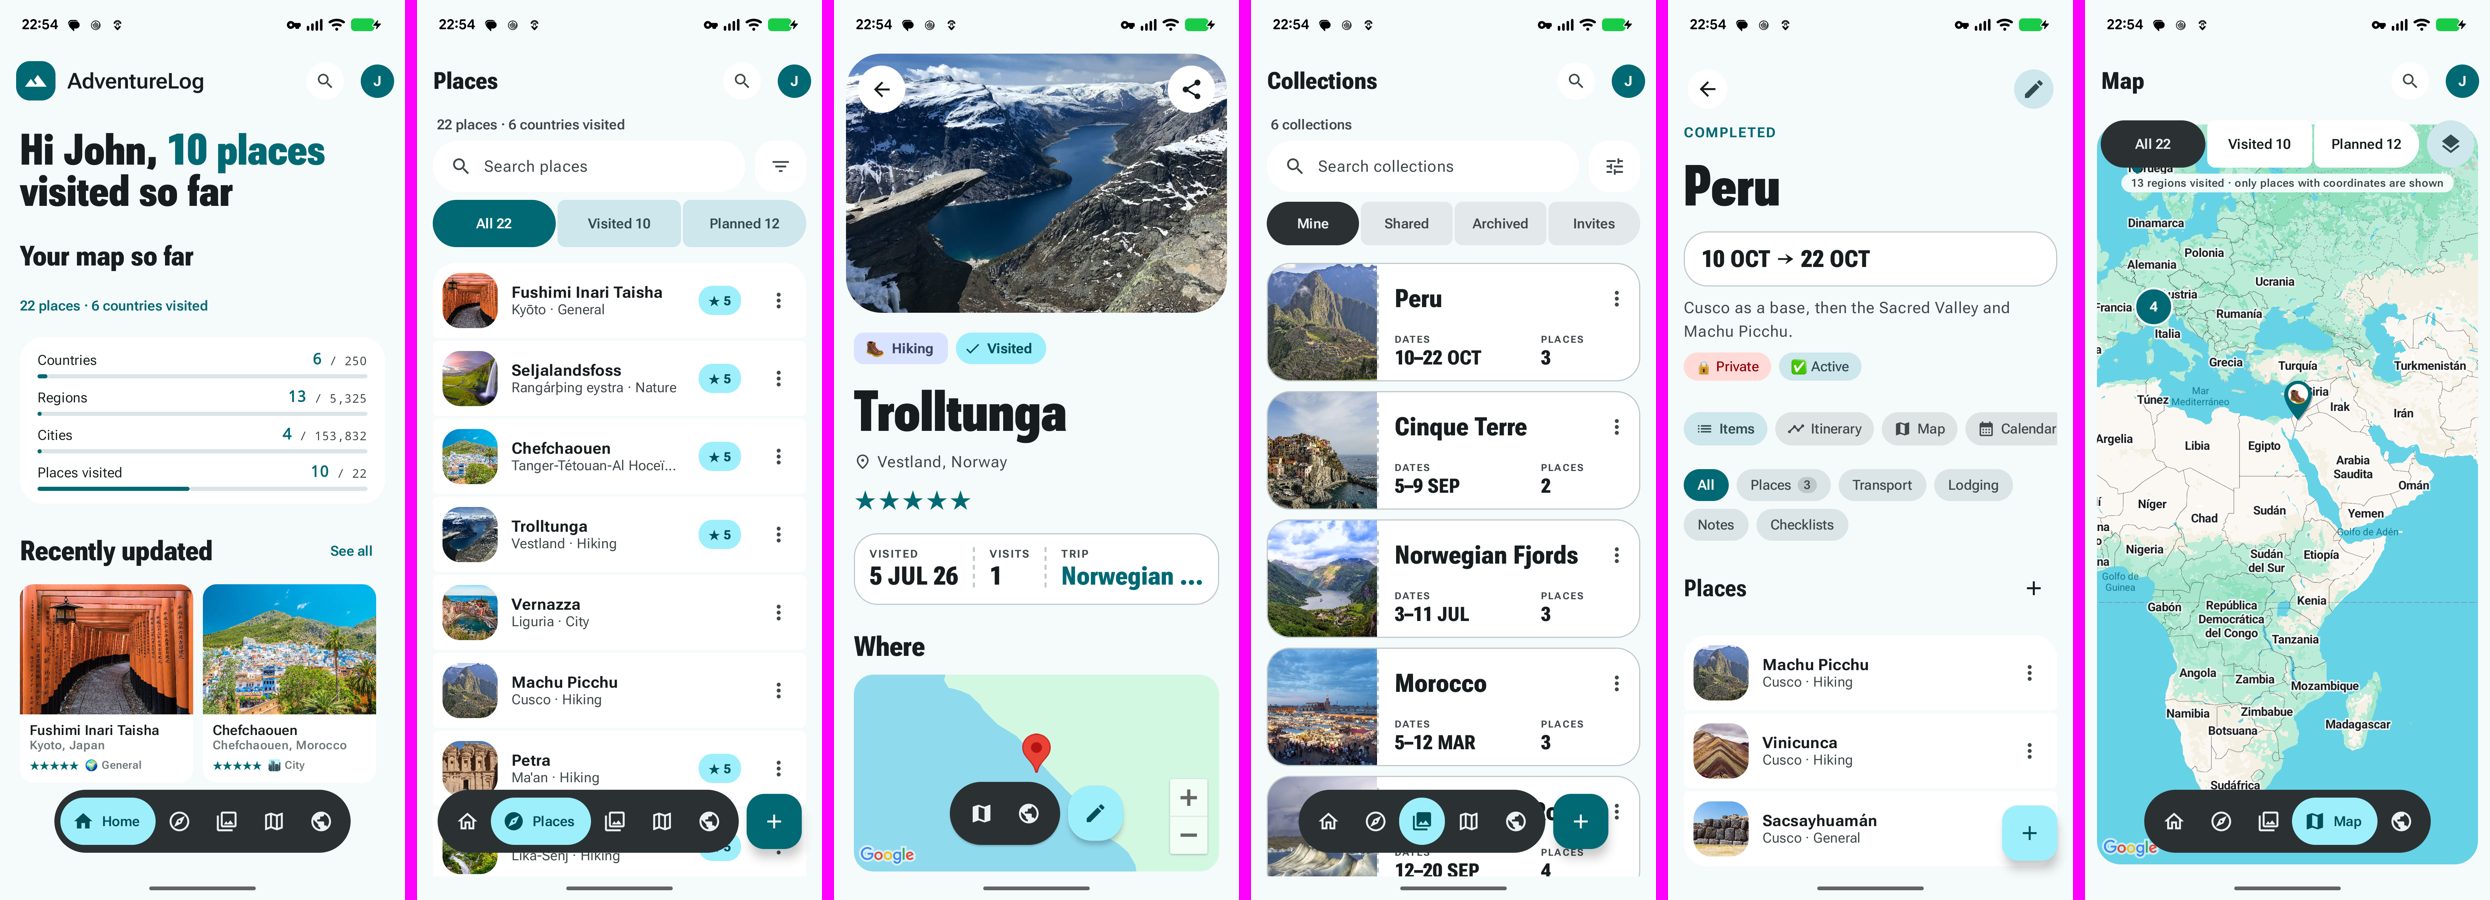 22:54
AdventureLog
J
Hi John, 10 places
visited so far
Your map so far
22 places · 6 countries visited
Countries 6 / 250
Regions 13 / 5,325
Cities 4 / 153,832
Places visited 10 / 22
Recently updated See all
Fushimi Inari Taisha
Kyoto, Japan
★★★★★ General
Chefchaouen
Chefchaouen, Morocco
★★★★★ City
Home
22:54
Places
J
22 places · 6 countries visited
Search places
All 22 Visited 10 Planned 12
Fushimi Inari Taisha
Kyōto · General
★ 5
Seljalandsfoss
Rangárþing eystra · Nature
★ 5
Chefchaouen
Tanger-Tétouan-Al Hoceï...
★ 5
Trolltunga
Vestland · Hiking
★ 5
Vernazza
Liguria · City
Machu Picchu
Cusco · Hiking
Petra
Ma'an · Hiking
★ 5
Places
Lika-Senj · Hiking
5
22:54
Hiking
Visited
Trolltunga
Vestland, Norway
★★★★★
VISITED VISITS TRIP
5 JUL 26 1 Norwegian ...
Where
Google
22:54
Collections
J
6 collections
Search collections
Mine Shared Archived Invites
Peru
DATES PLACES
10–22 OCT 3
Cinque Terre
DATES PLACES
5–9 SEP 2
Norwegian Fjords
DATES PLACES
3–11 JUL 3
Morocco
DATES PLACES
5–12 MAR 3
DATES PLACES
12–20 SEP 4
22:54
COMPLETED
Peru
10 OCT → 22 OCT
Cusco as a base, then the Sacred Valley and
Machu Picchu.
Private Active
Items Itinerary Map Calendar
All Places 3 Transport Lodging
Notes Checklists
Places
Machu Picchu
Cusco · Hiking
Vinicunca
Cusco · Hiking
Sacsayhuamán
Cusco · General
22:54
Map
J
All 22 Visited 10 Planned 12
Noruega
13 regions visited · only places with coordinates are shown
Dinamarca
Polonia
Alemania
Ucrania
4
ustria
Francia
Rumanía
Italia
Grecia
Turquía
Turkmenistán
iria
Mar
Mediterráneo
Túnez
Irak
Irán
Argelia
Libia
Egipto
Arabia
Saudita
Omán
Níger
Chad
Sudán
Yemen
Golfo de Adén
Nigeria
Sudán
del Sur
Etiopía
Golfo de
Guinea
Gabón
República
Democrática
del Congo
Kenia
Tanzania
Angola
Zambia
Mozambique
Namibia
Zimbabue
Botsuana
Madagascar
Sudáfrica
Map
Google